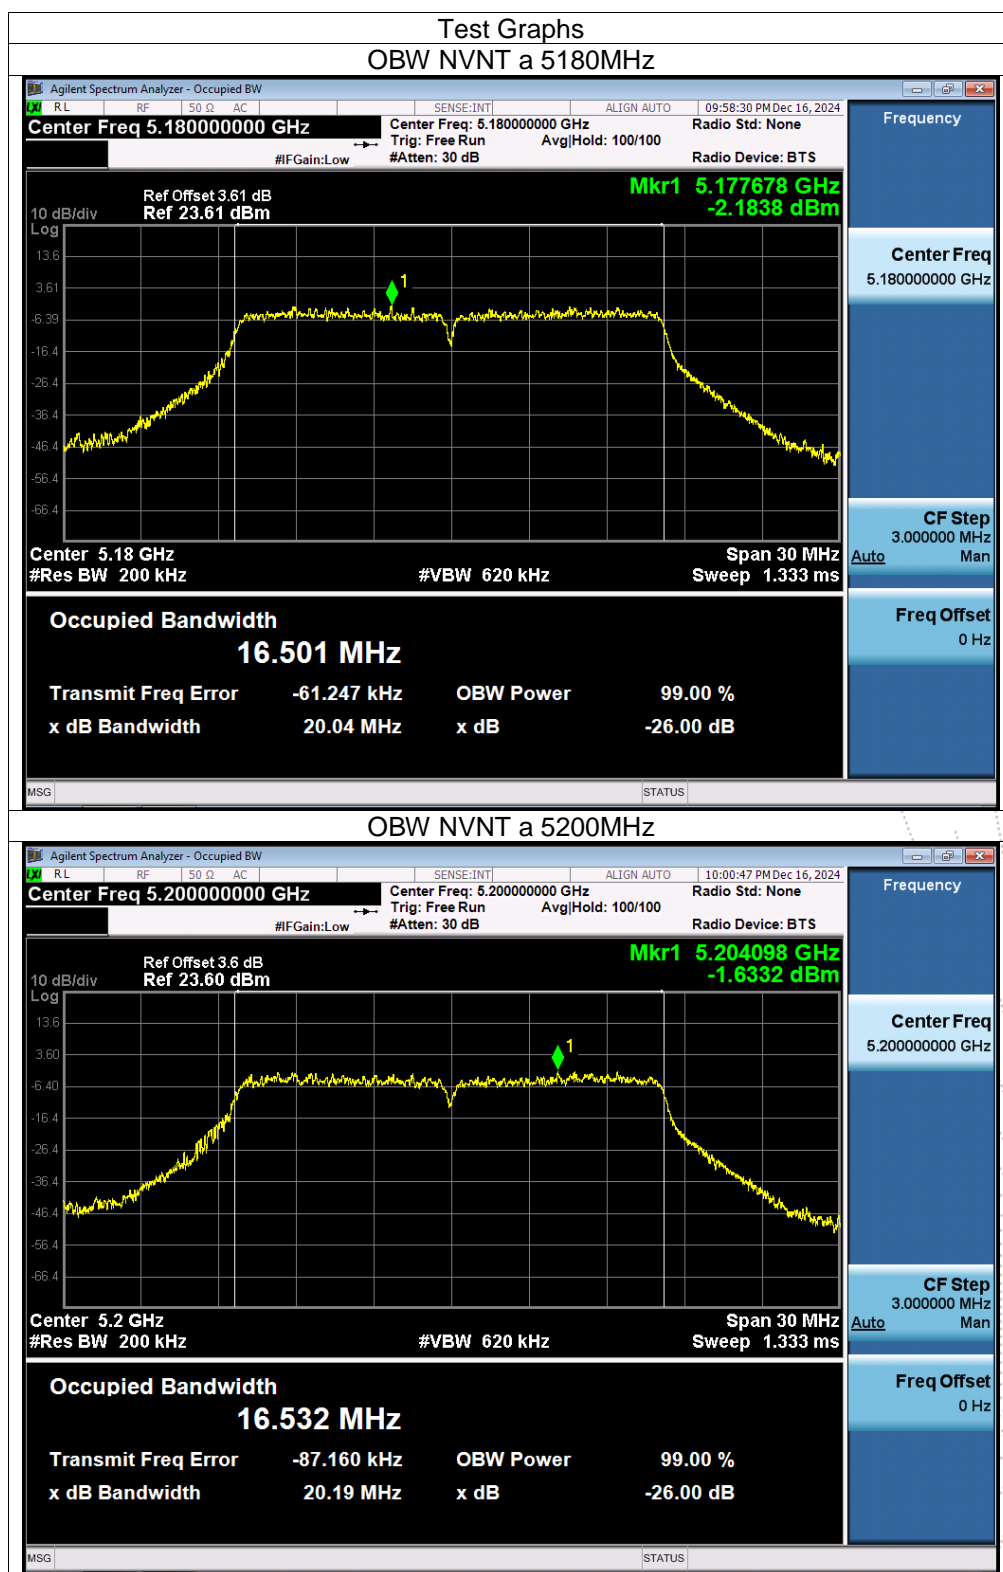 Test Graphs
OBW NVNT a 5180MHz
Agilent Spectrum Analyzer - Occupied BW
LXI RL RF 50 Ω AC SENSE:INT ALIGN AUTO 09:58:30 PM Dec 16, 2024
Center Freq 5.180000000 GHz Center Freq: 5.180000000 GHz Radio Std: None Frequency
Trig: Free Run Avg|Hold: 100/100
#IFGain:Low #Atten: 30 dB Radio Device: BTS
Mkr1 5.177678 GHz
-2.1838 dBm
Ref Offset 3.61 dB
10 dB/div Ref 23.61 dBm
Log
13.6
3.61
-6.39
-16.4
-26.4
-36.4
-46.4
-56.4
-66.4
1
Center Freq
5.180000000 GHz
Center 5.18 GHz Span 30 MHz
#Res BW 200 kHz #VBW 620 kHz Sweep 1.333 ms
CF Step
3.000000 MHz
Auto Man
Freq Offset
0 Hz
Occupied Bandwidth
16.501 MHz
Transmit Freq Error -61.247 kHz OBW Power 99.00 %
x dB Bandwidth 20.04 MHz x dB -26.00 dB
MSG STATUS
OBW NVNT a 5200MHz
Agilent Spectrum Analyzer - Occupied BW
LXI RL RF 50 Ω AC SENSE:INT ALIGN AUTO 10:00:47 PM Dec 16, 2024
Center Freq 5.200000000 GHz Center Freq: 5.200000000 GHz Radio Std: None Frequency
Trig: Free Run Avg|Hold: 100/100
#IFGain:Low #Atten: 30 dB Radio Device: BTS
Mkr1 5.204098 GHz
-1.6332 dBm
Ref Offset 3.6 dB
10 dB/div Ref 23.60 dBm
Log
13.6
3.60
-6.40
-16.4
-26.4
-36.4
-46.4
-56.4
-66.4
1
Center Freq
5.200000000 GHz
Center 5.2 GHz Span 30 MHz
#Res BW 200 kHz #VBW 620 kHz Sweep 1.333 ms
CF Step
3.000000 MHz
Auto Man
Freq Offset
0 Hz
Occupied Bandwidth
16.532 MHz
Transmit Freq Error -87.160 kHz OBW Power 99.00 %
x dB Bandwidth 20.19 MHz x dB -26.00 dB
MSG STATUS